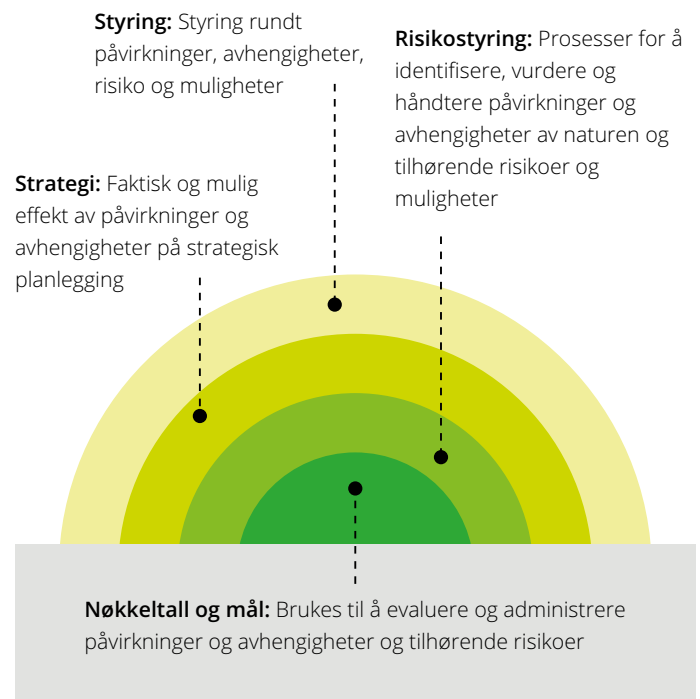 Styring: Styring rundt
påvirkninger, avhengigheter,
risiko og muligheter
Risikostyring: Prosesser for å
identifisere, vurdere og
håndtere påvirkninger og
avhengigheter av naturen og
tilhørende risikoer og
muligheter
Strategi: Faktisk og mulig
effekt av påvirkninger og
avhengigheter på strategisk
planlegging
Nøkkeltall og mål: Brukes til å evaluere og administrere
påvirkninger og avhengigheter og tilhørende risikoer